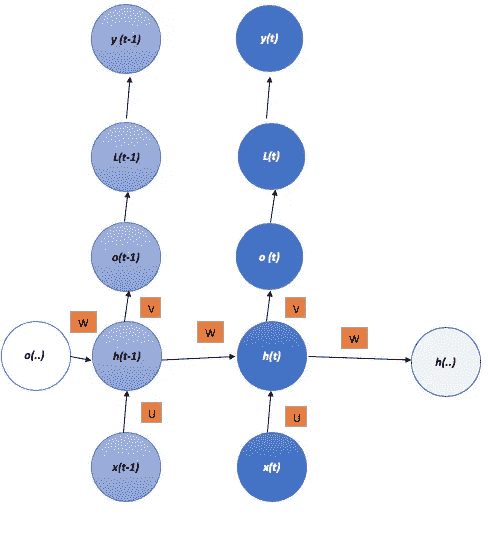 y (t-1)
y(t)
L(t-1)
L(t)
o(t-1)
o (t)
W
V
W
V
W
o(..)
h(t-1)
h(t)
h(..)
U
U
x(t-1)
x(t)